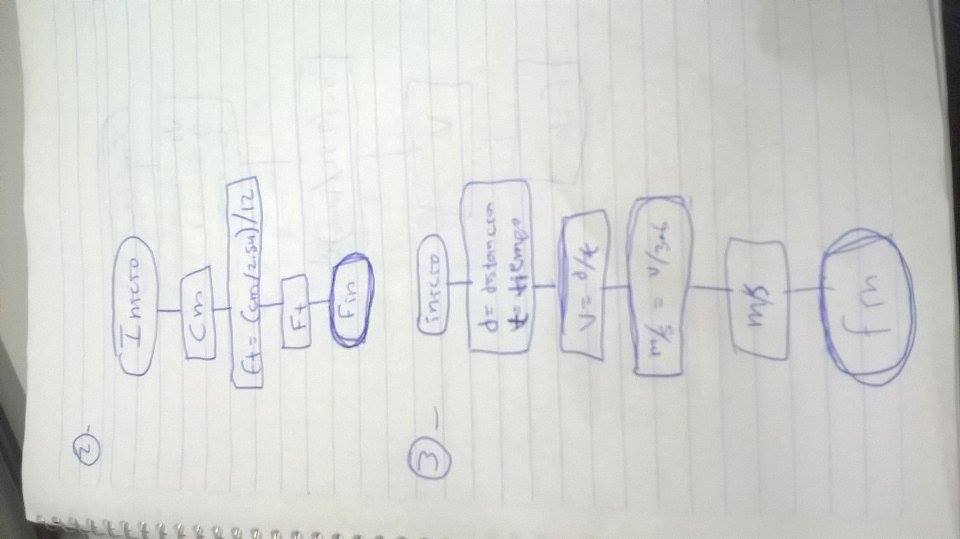 2-
Inicio
Cm
ft = (cm/2.54)/12
Ft
Fin
3-
inicio
d = distancia
t = tiempo
V = d/t
m/s = v/3.6
m/s
fin